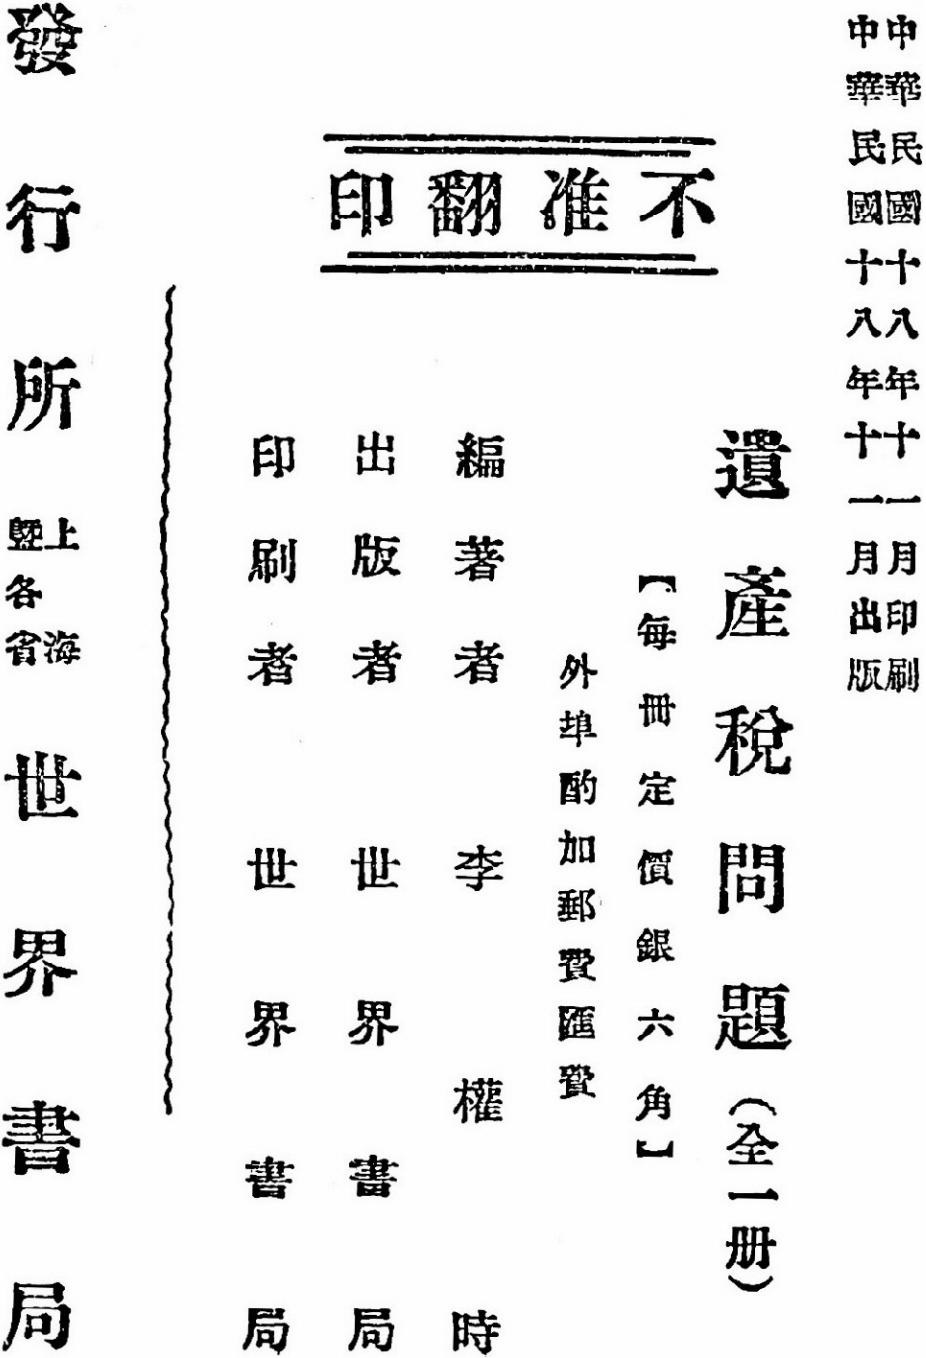 中華民國十八年十一月印刷
中華民國十八年十一月出版
不准翻印
遺產稅問題(全一册)
【每冊定價銀六角】
外埠酌加郵費匯費
編著者 李權時
出版者 世界書局
印刷者 世界書局
發行所 上海曁各省 世界書局